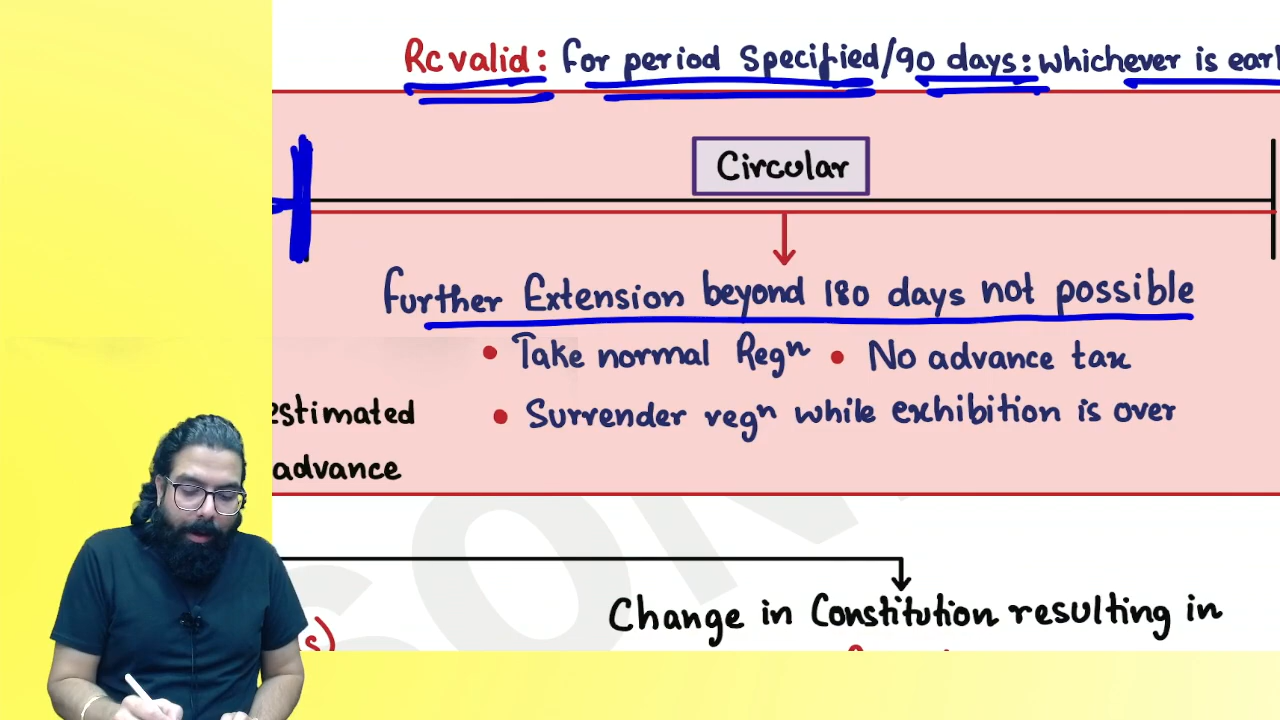 Rc valid: for period Specified/90 days: whichever is earl
Circular
further Extension beyond 180 days not possible
• Take normal Regⁿ • No advance tax
estimated
• Surrender regⁿ while exhibition is over
advance
Change in Constitution resulting in
s)